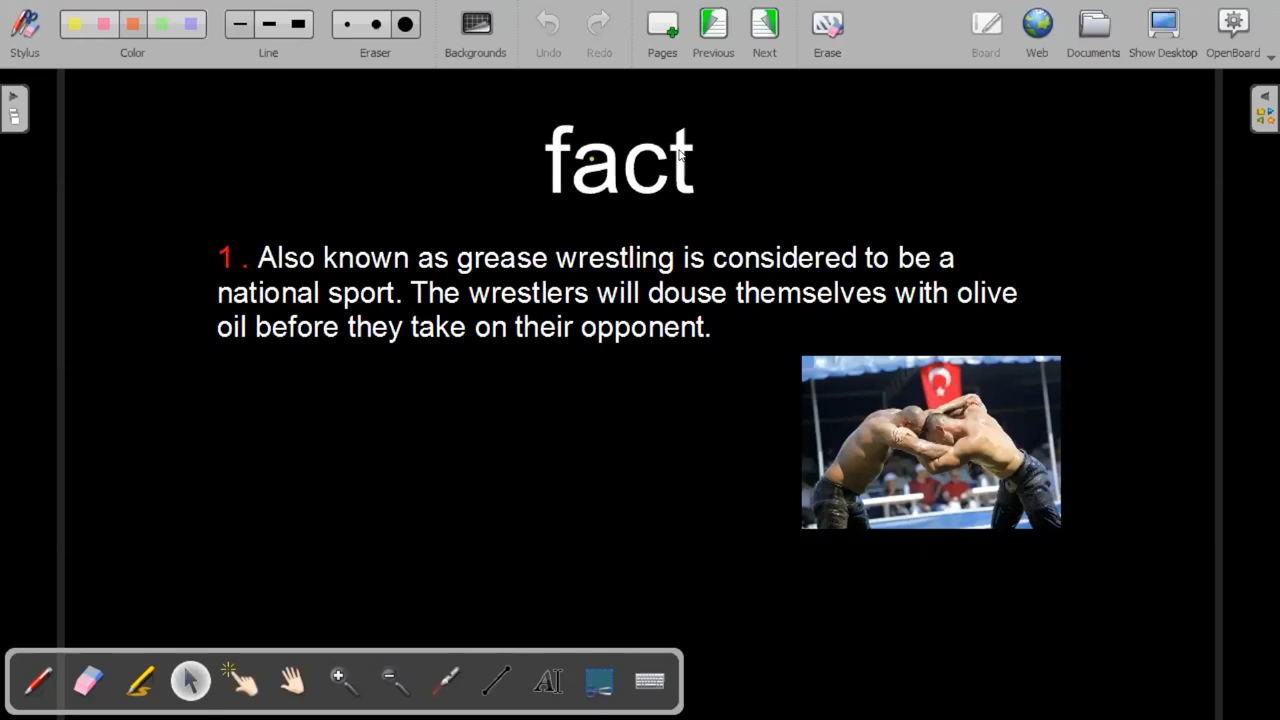 Stylus
Color
Line
Eraser
Backgrounds
Undo
Redo
Pages
Previous
Next
Erase
Board
Web
Documents
Show Desktop
OpenBoard
fact
1 . Also known as grease wrestling is considered to be a
national sport. The wrestlers will douse themselves with olive
oil before they take on their opponent.
AI